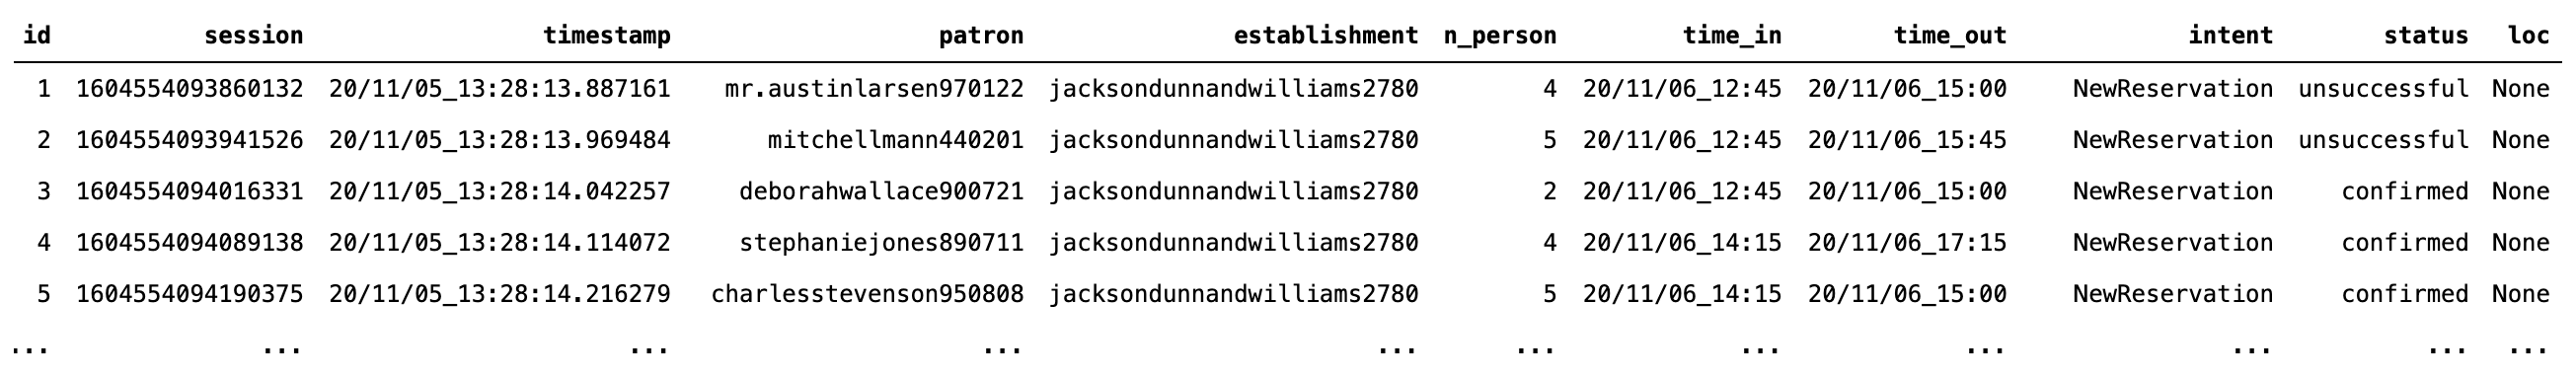 id session timestamp patron establishment n_person time_in time_out intent status loc
1 1604554093860132 20/11/05_13:28:13.887161 mr.austinlarsen970122 jacksondunnandwilliams2780 4 20/11/06_12:45 20/11/06_15:00 NewReservation unsuccessful None
2 1604554093941526 20/11/05_13:28:13.969484 mitchellmann440201 jacksondunnandwilliams2780 5 20/11/06_12:45 20/11/06_15:45 NewReservation unsuccessful None
3 1604554094016331 20/11/05_13:28:14.042257 deborahwallace900721 jacksondunnandwilliams2780 2 20/11/06_12:45 20/11/06_15:00 NewReservation confirmed None
4 1604554094089138 20/11/05_13:28:14.114072 stephaniejones890711 jacksondunnandwilliams2780 4 20/11/06_14:15 20/11/06_17:15 NewReservation confirmed None
5 1604554094190375 20/11/05_13:28:14.216279 charlesstevenson950808 jacksondunnandwilliams2780 5 20/11/06_14:15 20/11/06_15:00 NewReservation confirmed None
... ... ... ... ... ... ... ... ... ... ...